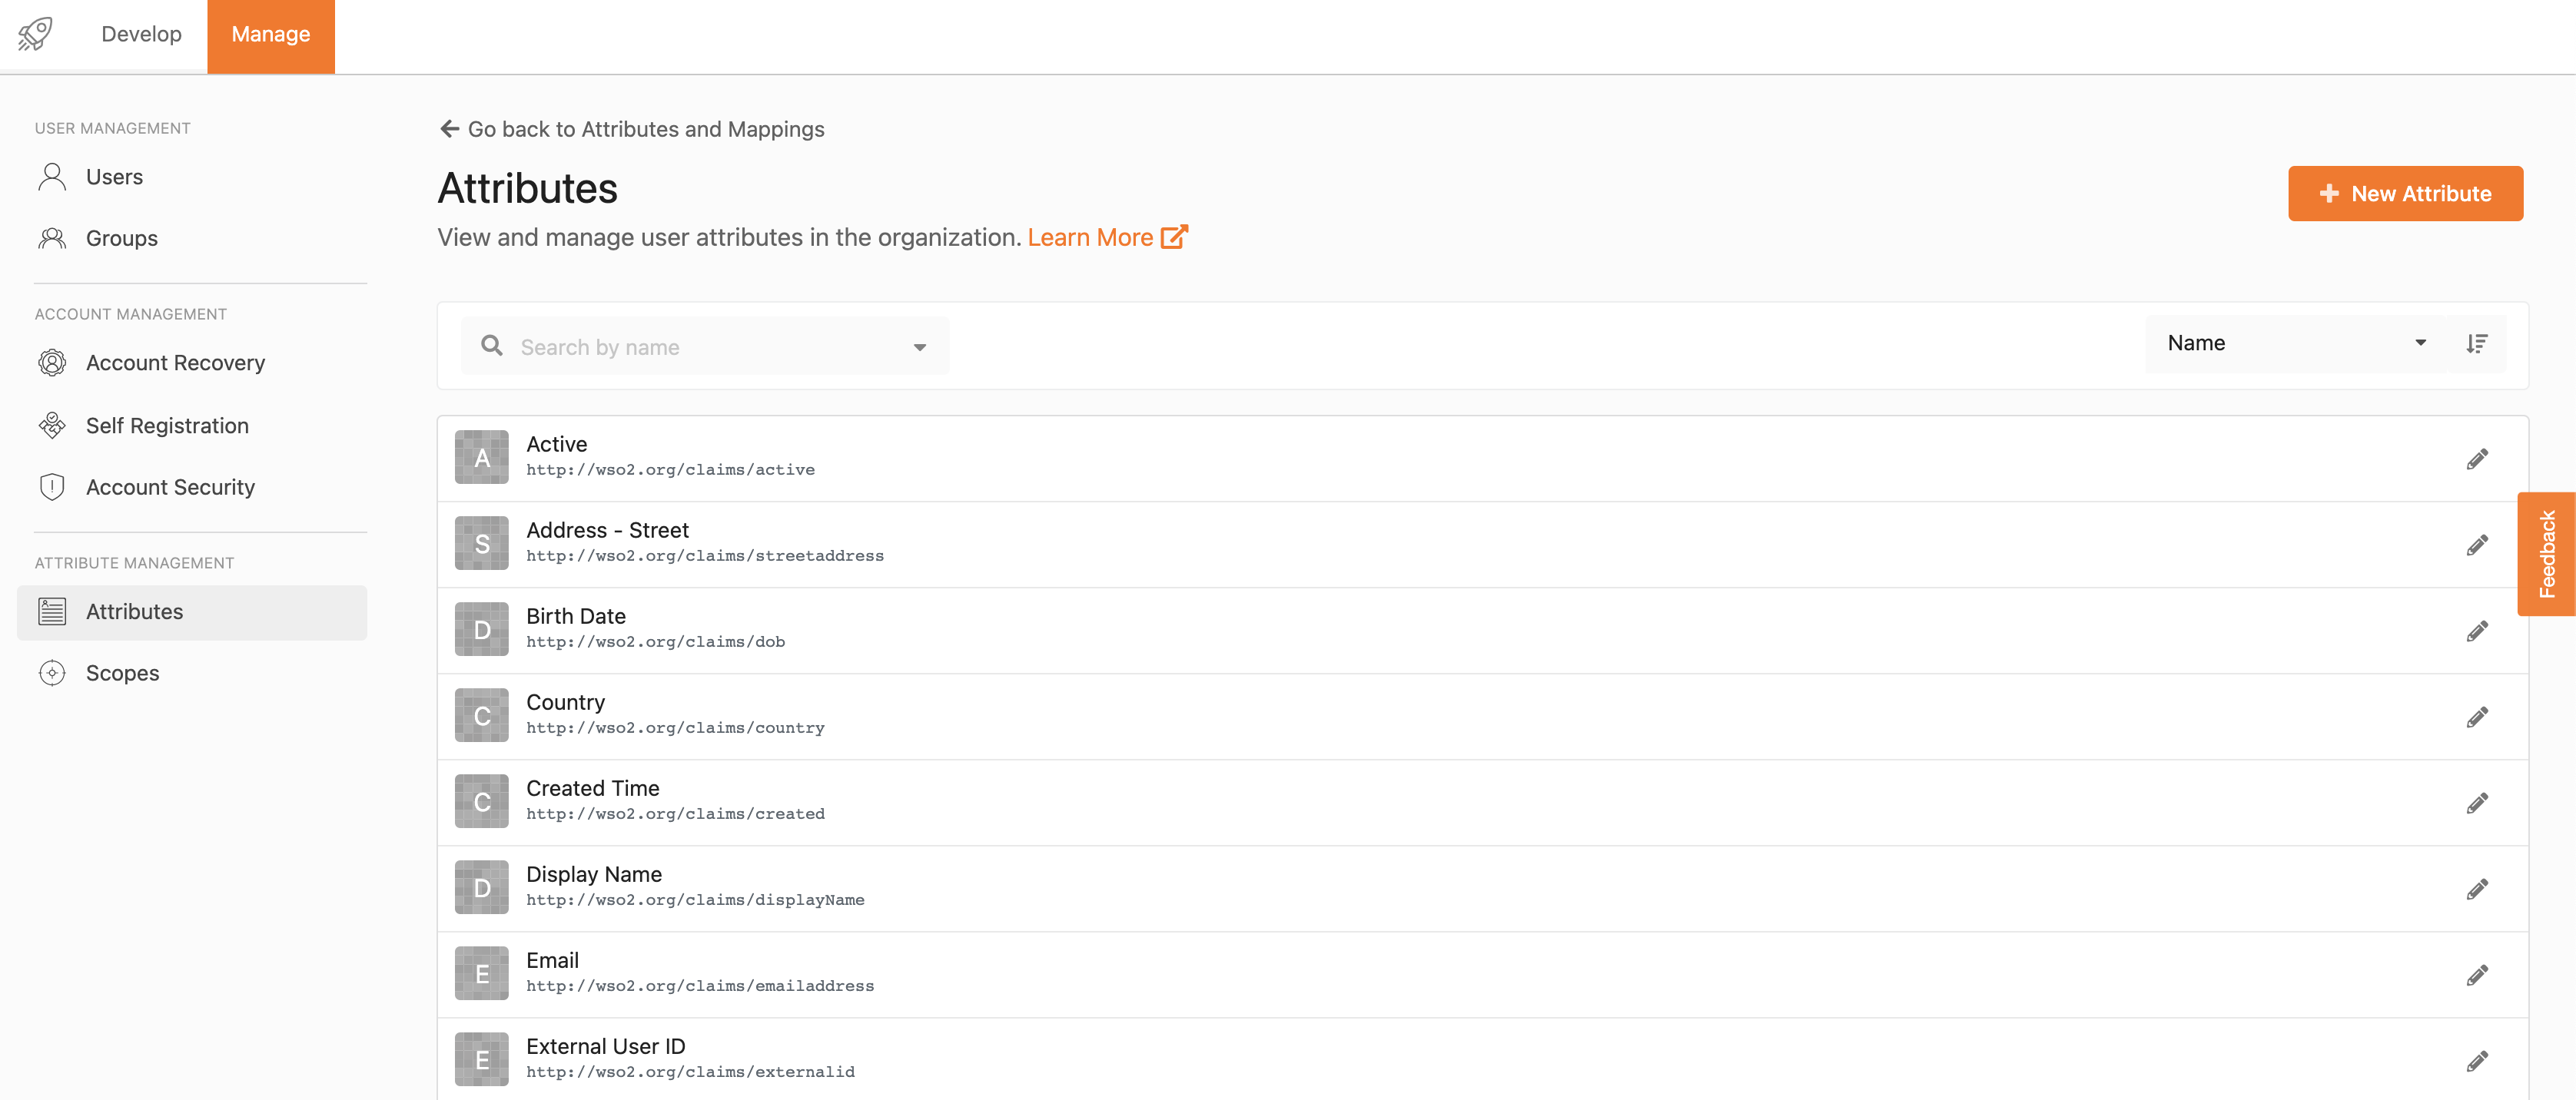 Develop
Manage
USER MANAGEMENT
Users
Groups
ACCOUNT MANAGEMENT
Account Recovery
Self Registration
Account Security
ATTRIBUTE MANAGEMENT
Attributes
Scopes
Go back to Attributes and Mappings
Attributes
View and manage user attributes in the organization. Learn More
New Attribute
Search by name
Name
A
Active
http://wso2.org/claims/active
S
Address - Street
http://wso2.org/claims/streetaddress
D
Birth Date
http://wso2.org/claims/dob
C
Country
http://wso2.org/claims/country
C
Created Time
http://wso2.org/claims/created
D
Display Name
http://wso2.org/claims/displayName
E
Email
http://wso2.org/claims/emailaddress
E
External User ID
http://wso2.org/claims/externalid
Feedback